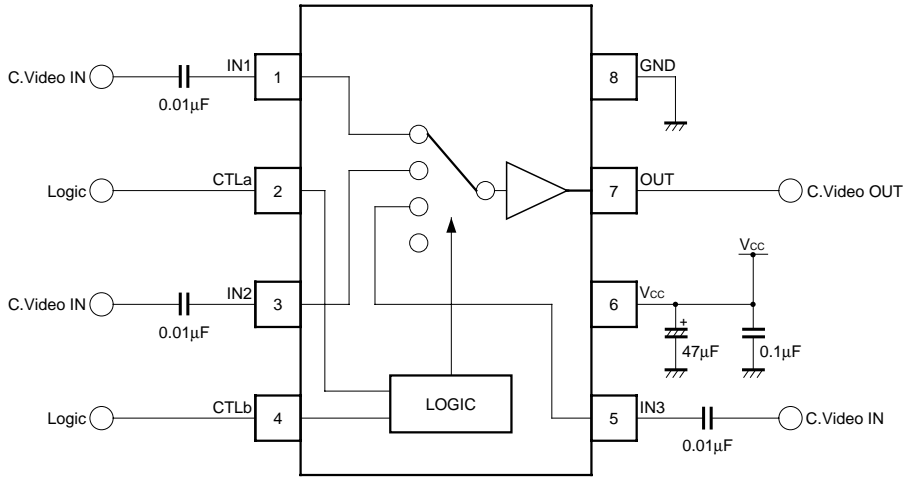 C.Video IN
0.01μF
IN1
1
8
GND
Logic
CTLa
2
7
OUT
C.Video OUT
C.Video IN
0.01μF
IN2
3
6
Vcc
Vcc
+
47μF
0.1μF
Logic
CTLb
4
LOGIC
5
IN3
0.01μF
C.Video IN